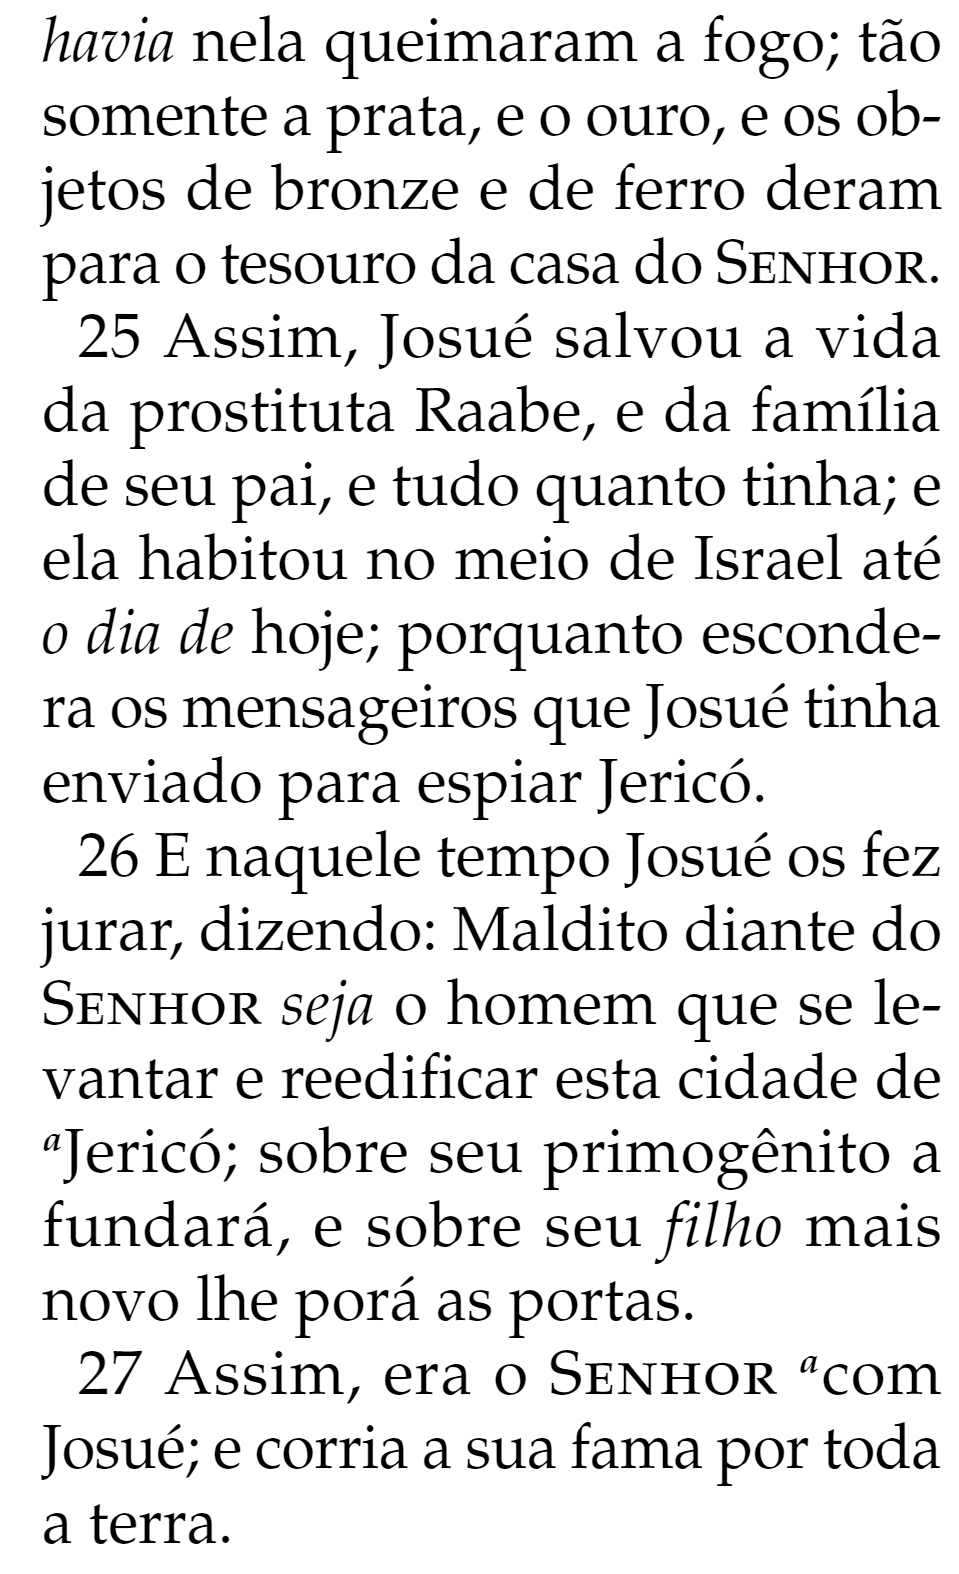 havia nela queimaram a fogo; tão
somente a prata, e o ouro, e os ob-
jetos de bronze e de ferro deram
para o tesouro da casa do SENHOR.
25 Assim, Josué salvou a vida
da prostituta Raabe, e da família
de seu pai, e tudo quanto tinha; e
ela habitou no meio de Israel até
o dia de hoje; porquanto esconde-
ra os mensageiros que Josué tinha
enviado para espiar Jericó.
26 E naquele tempo Josué os fez
jurar, dizendo: Maldito diante do
SENHOR seja o homem que se le-
vantar e reedificar esta cidade de
ᵃJericó; sobre seu primogênito a
fundará, e sobre seu filho mais
novo lhe porá as portas.
27 Assim, era o SENHOR ᵃcom
Josué; e corria a sua fama por toda
a terra.